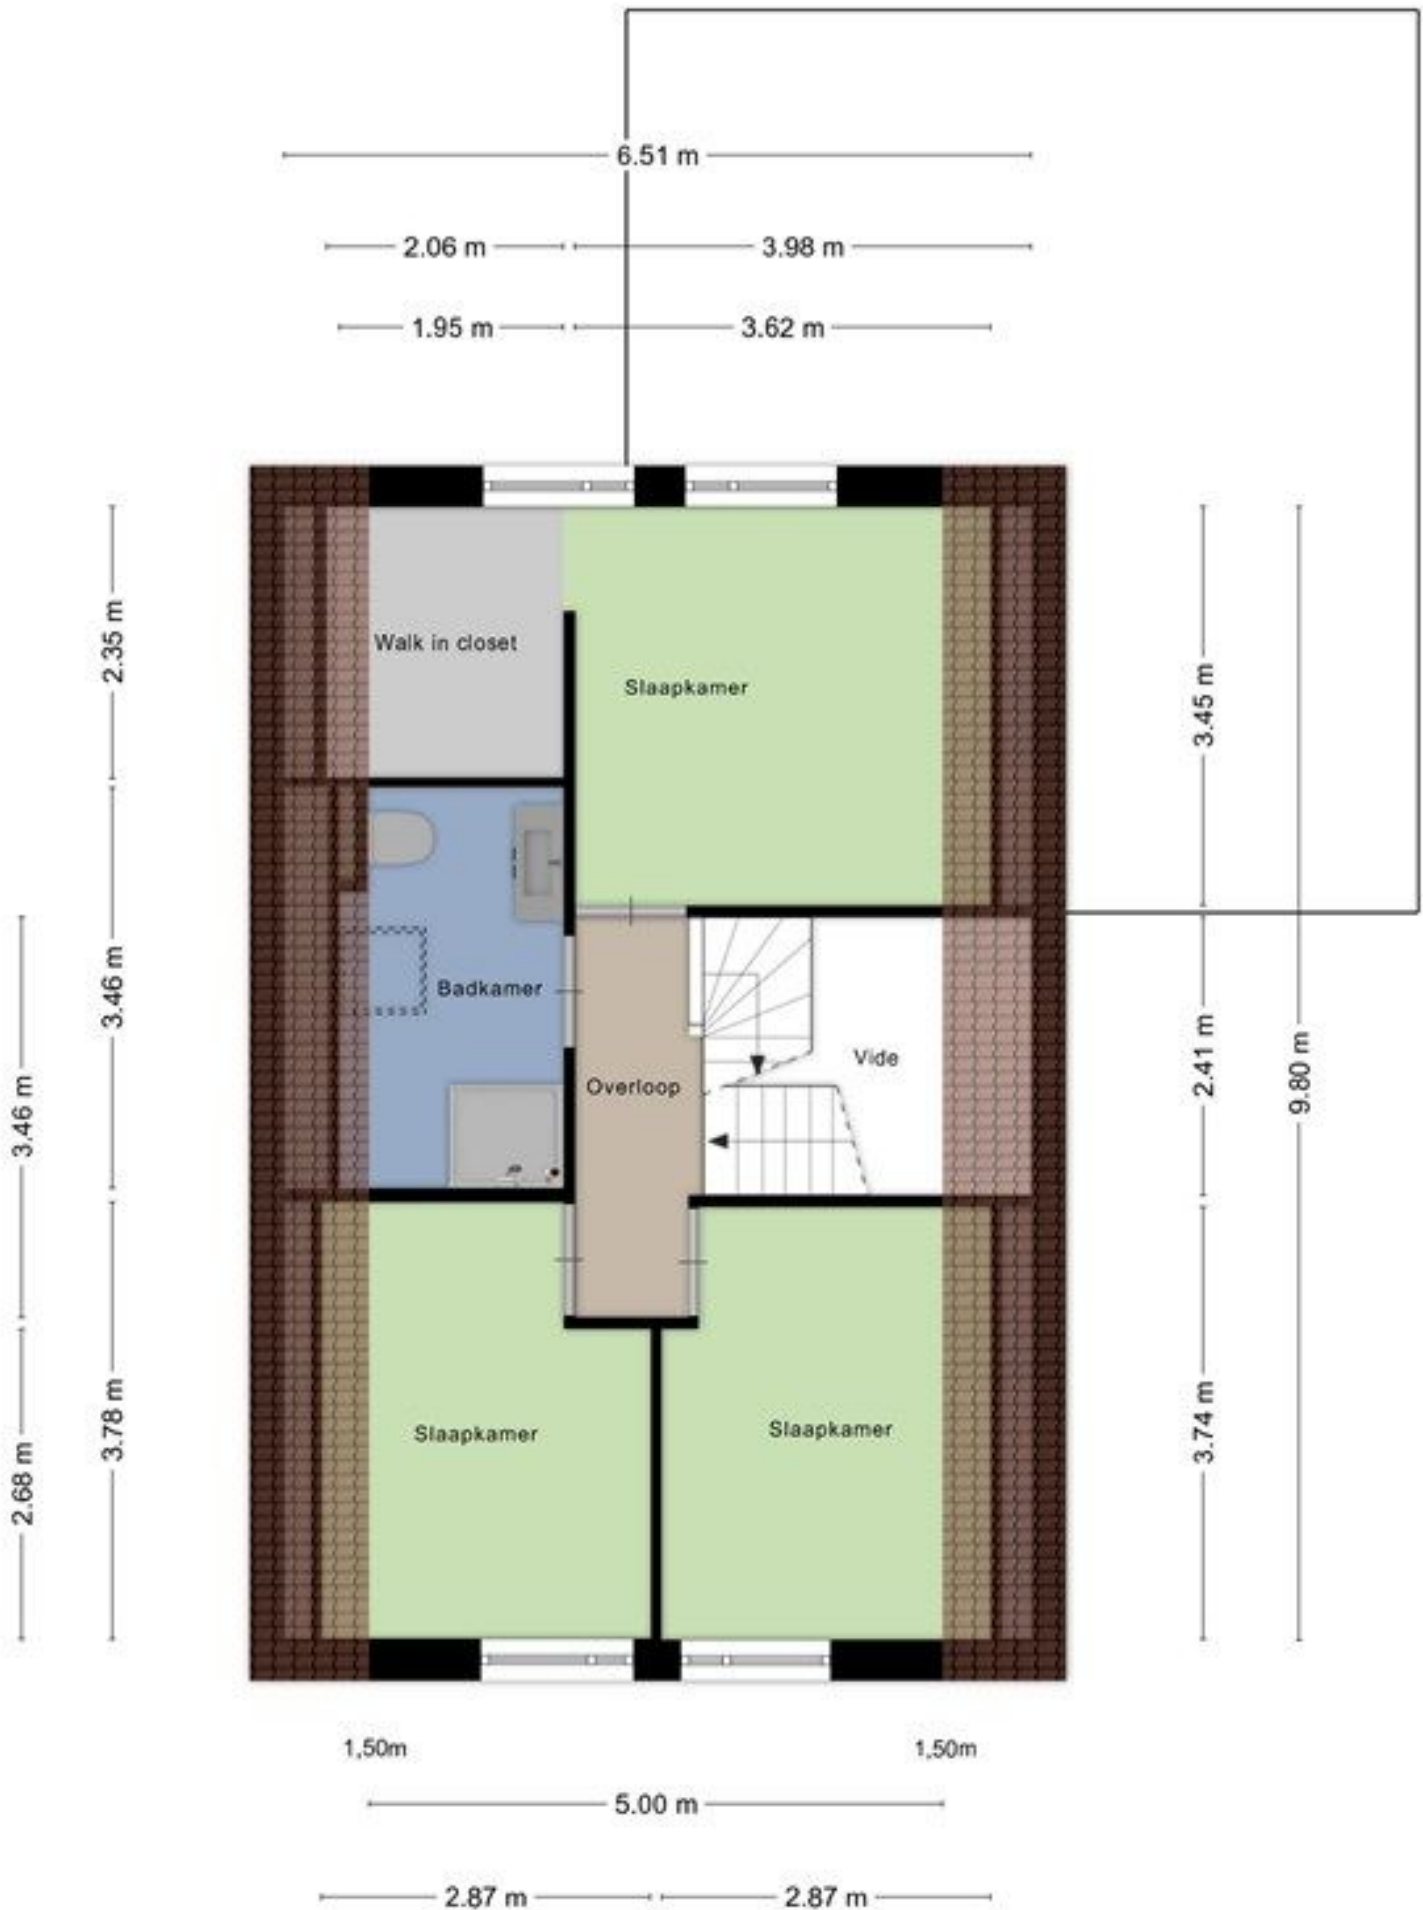 6.51 m
2.06 m
3.98 m
1.95 m
3.62 m
2.35 m
Walk in closet
Slaapkamer
3.45 m
3.46 m
Badkamer
Overloop
Vide
2.41 m
9.80 m
3.46 m
3.78 m
Slaapkamer
Slaapkamer
3.74 m
2.68 m
1,50m
1,50m
5.00 m
2.87 m
2.87 m